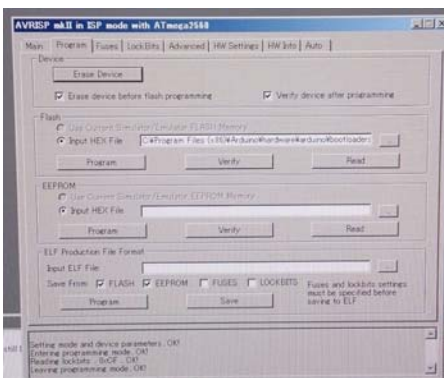 AVRISP mkII in ISP mode with ATmega2560
Main Program Fuses LockBits Advanced HW Settings HW Info Auto
Device
Erase Device
Erase device before flash programming Verify device after programming
Flash
Use Current Simulator/Emulator FLASH Memory
Input HEX File C:¥Program Files (x86)¥Arduino¥hardware¥arduino¥bootloaders
...
Program Verify Read
EEPROM
Use Current Simulator/Emulator EEPROM Memory
Input HEX File
...
Program Verify Read
ELF Production File Format
Input ELF File:
...
Save From: FLASH EEPROM FUSES LOCKBITS
Fuses and lockbits settings
must be specified before
saving to ELF
Program Save
Setting mode and device parameters.. OK!
Entering programming mode.. OK!
Reading lockbits .. 0xCF .. OK!
Leaving programming mode.. OK!